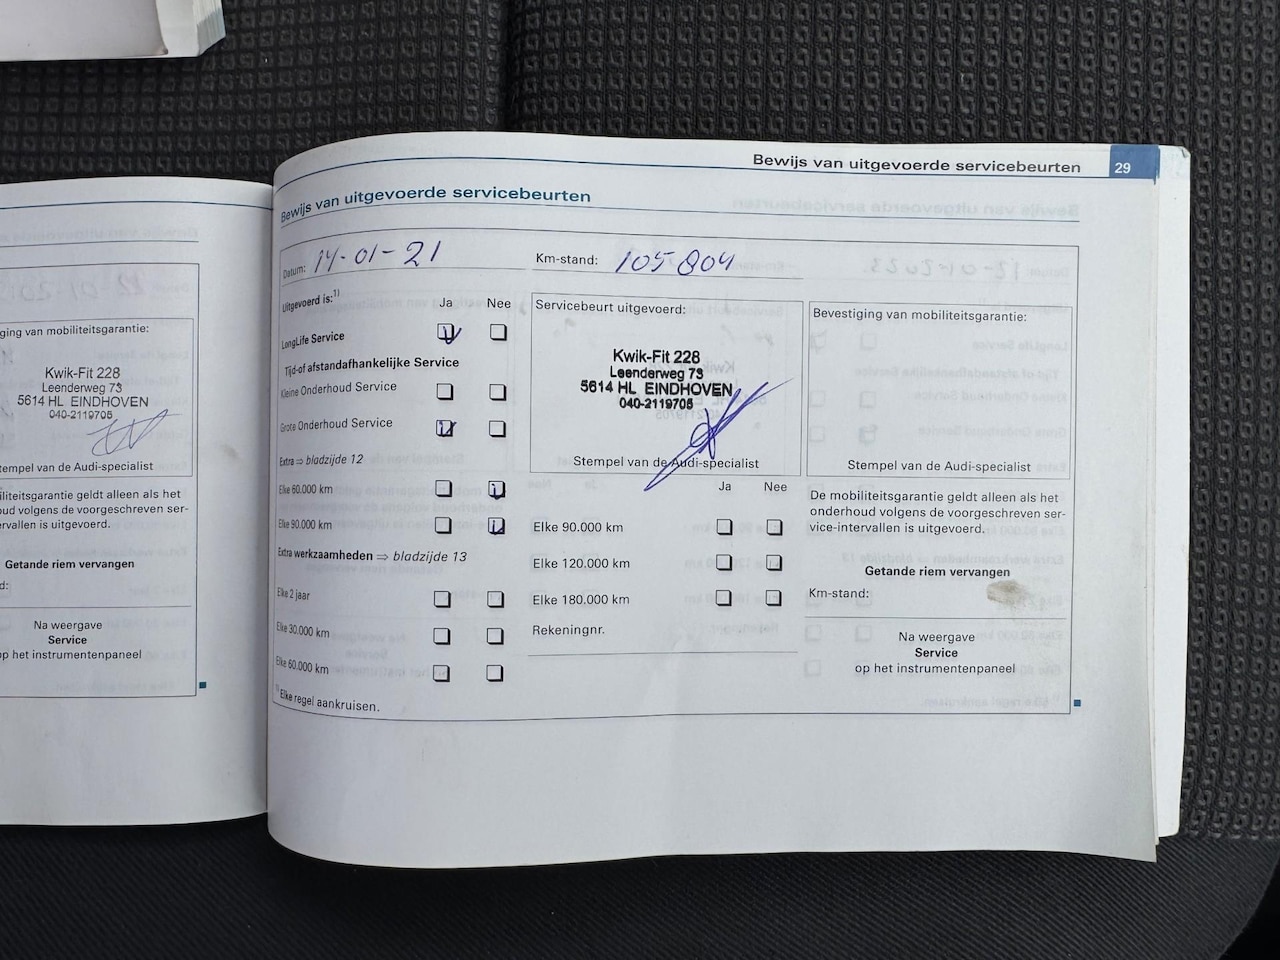 ging van mobiliteitsgarantie:
Kwik-Fit 228
Leenderweg 73
5614 HL EINDHOVEN
040-2119705
tempel van de Audi-specialist
iliteitsgarantie geldt alleen als het
oud volgens de voorgeschreven ser-
ervallen is uitgevoerd.
Getande riem vervangen
d:
Na weergave
Service
op het instrumentenpaneel
Bewijs van uitgevoerde servicebeurten 29
Bewijs van uitgevoerde servicebeurten
Datum: 14-01-21
Km-stand: 105804
Uitgevoerd is:1) Ja Nee
LongLife Service
Tijd-of afstandafhankelijke Service
Kleine Onderhoud Service
Grote Onderhoud Service
Extra ⇒ bladzijde 12
Elke 60.000 km
Elke 90.000 km
Extra werkzaamheden ⇒ bladzijde 13
Elke 2 jaar
Elke 30.000 km
Elke 60.000 km
1) Elke regel aankruisen.
Servicebeurt uitgevoerd:
Kwik-Fit 228
Leenderweg 73
5614 HL EINDHOVEN
040-2119705
Stempel van de Audi-specialist
Ja Nee
Elke 90.000 km
Elke 120.000 km
Elke 180.000 km
Rekeningnr.
Bevestiging van mobiliteitsgarantie:
Stempel van de Audi-specialist
De mobiliteitsgarantie geldt alleen als het
onderhoud volgens de voorgeschreven ser-
vice-intervallen is uitgevoerd.
Getande riem vervangen
Km-stand:
Na weergave
Service
op het instrumentenpaneel